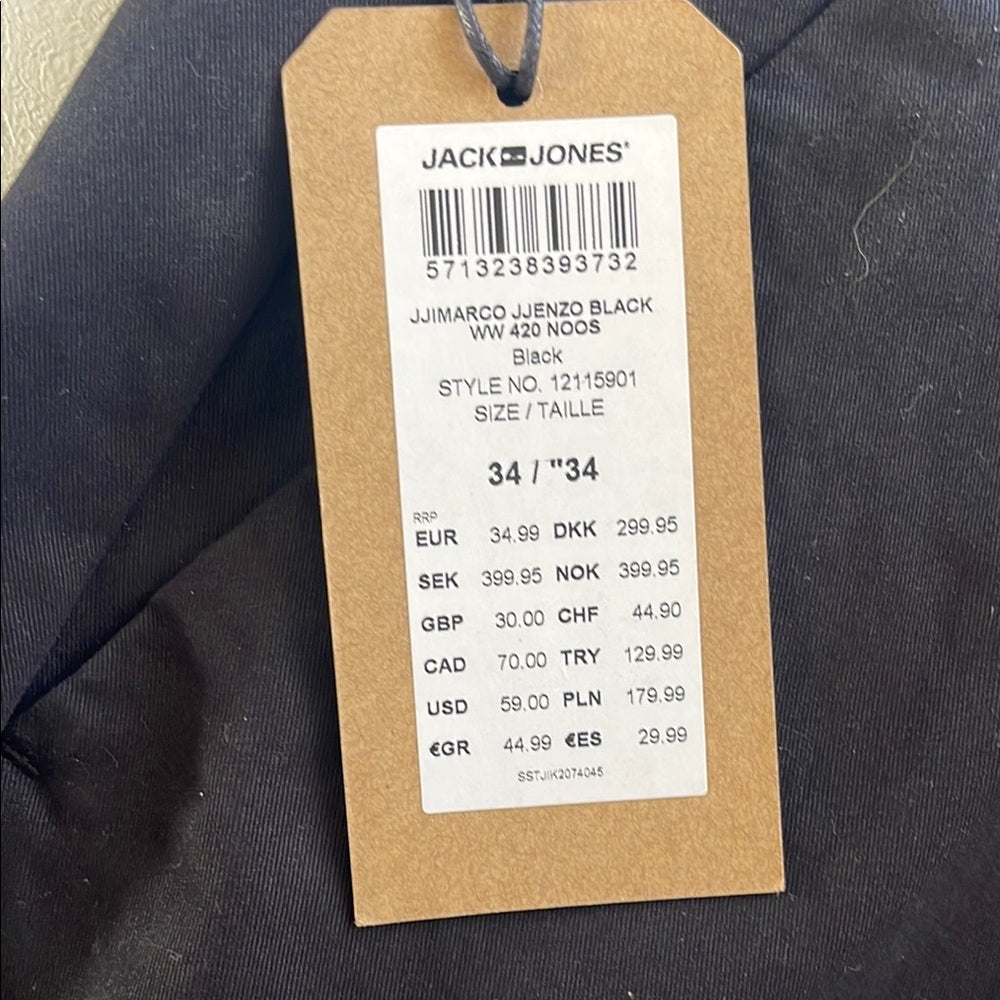 JACK JONES®
5713238393732
JJIMARCO JJENZO BLACK
WW 420 NOOS
Black
STYLE NO. 12115901
SIZE / TAILLE
34 / "34
RRP
EUR 34.99 DKK 299.95
SEK 399.95 NOK 399.95
GBP 30.00 CHF 44.90
CAD 70.00 TRY 129.99
USD 59.00 PLN 179.99
€GR 44.99 €ES 29.99
SSTJIK2074045